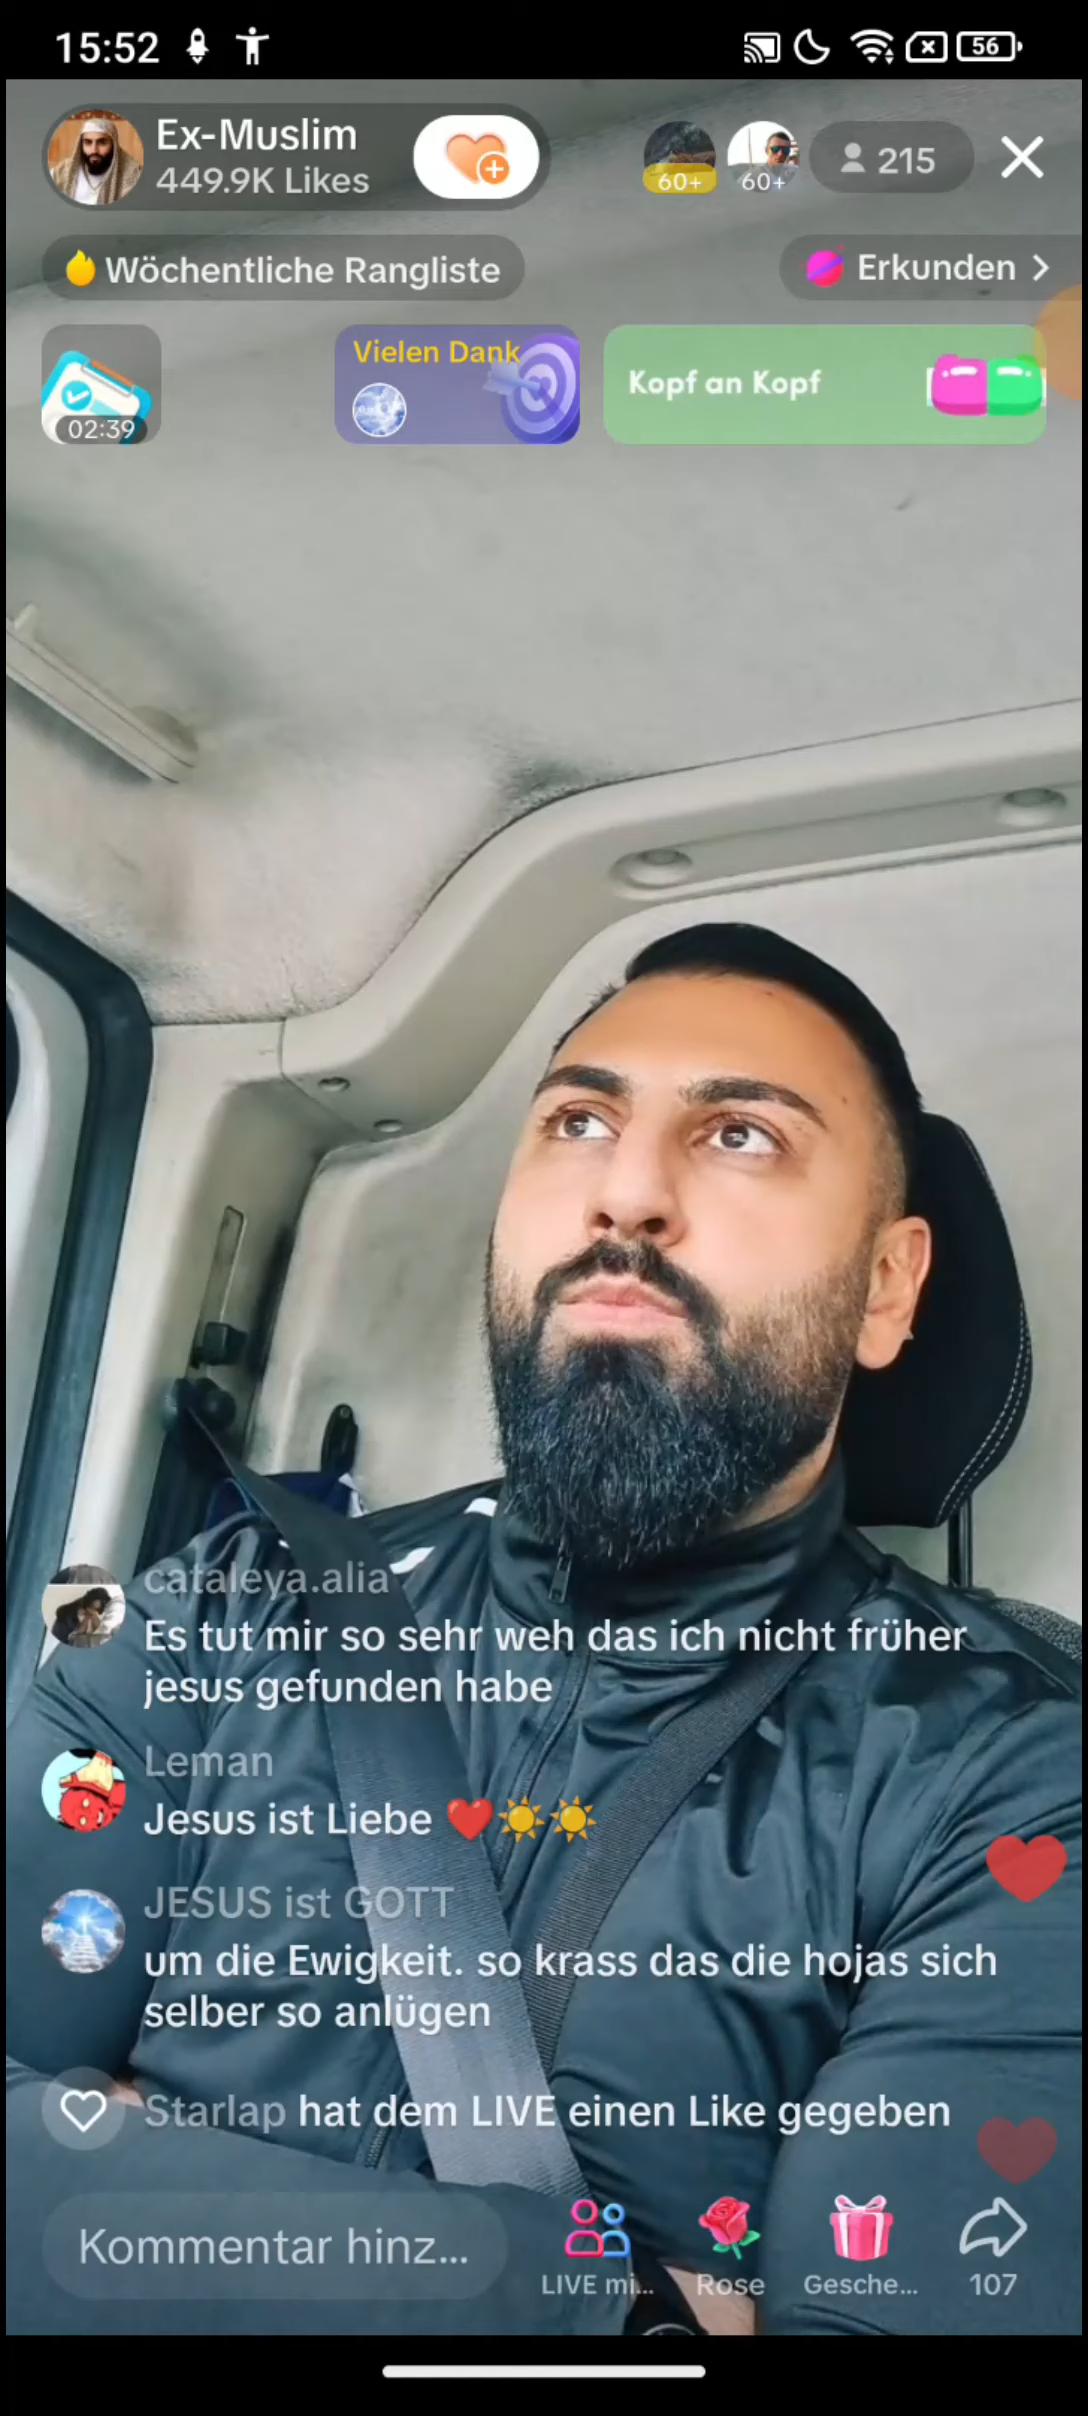 15:52
56
Ex-Muslim
449.9K Likes
60+
60+
215
Wöchentliche Rangliste
Erkunden
02:39
Vielen Dank
Kopf an Kopf
cataleya.alia
Es tut mir so sehr weh das ich nicht früher
jesus gefunden habe
Leman
Jesus ist Liebe ❤️☀️☀️
JESUS ist GOTT
um die Ewigkeit. so krass das die hojas sich
selber so anlügen
Starlap hat dem LIVE einen Like gegeben
Kommentar hinz...
LIVE mi...
Rose
Gesche...
107